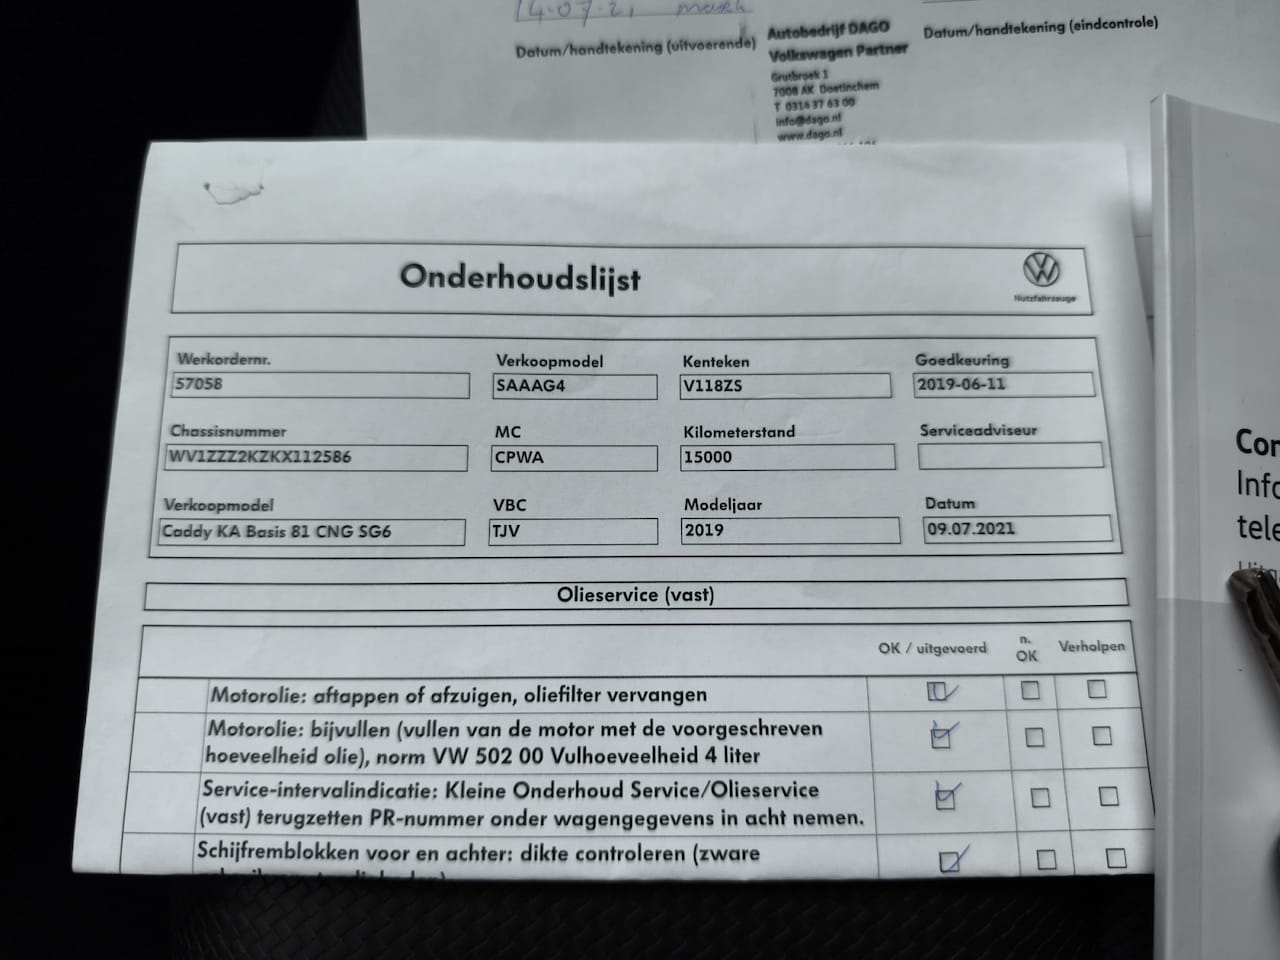 14-07-21
Datum/handtekening (uitvoerende)
Autobedrijf DAGO
Volkswagen Partner
Grutbroek 1
7008 AK Doetinchem
T 0314 37 63 00
info@dago.nl
www.dago.nl
Datum/handtekening (eindcontrole)
Onderhoudslijst
Nutzfahrzeuge
Werkordernr. Verkoopmodel Kenteken Goedkeuring
57058 SAAAG4 V118ZS 2019-06-11
Chassisnummer MC Kilometerstand Serviceadviseur
WV1ZZZ2KZKX112586 CPWA 15000
Verkoopmodel VBC Modeljaar Datum
Caddy KA Basis 81 CNG SG6 TJV 2019 09.07.2021
Olieservice (vast)
OK / uitgevoerd n. OK Verholpen
Motorolie: aftappen of afzuigen, oliefilter vervangen
Motorolie: bijvullen (vullen van de motor met de voorgeschreven
hoeveelheid olie), norm VW 502 00 Vulhoeveelheid 4 liter
Service-intervalindicatie: Kleine Onderhoud Service/Olieservice
(vast) terugzetten PR-nummer onder wagengegevens in acht nemen.
Schijfremblokken voor en achter: dikte controleren (zware